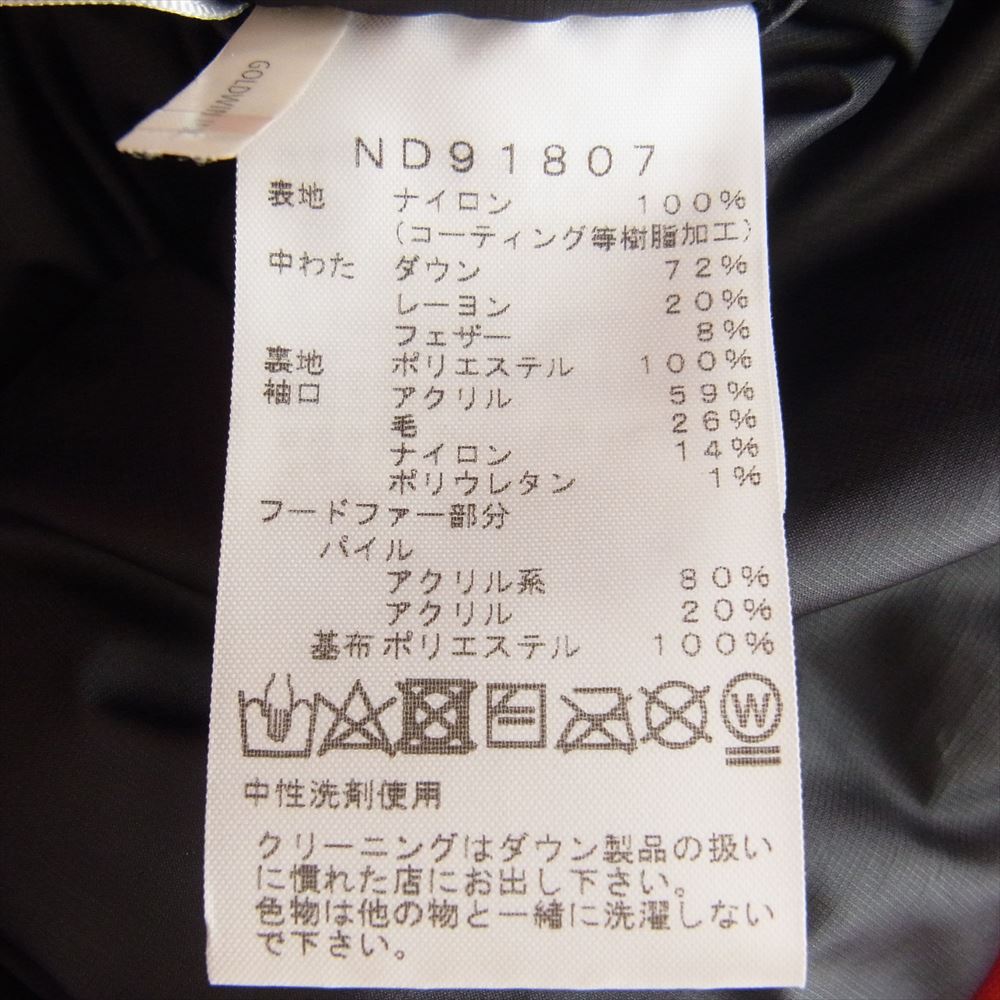 GOLDWIN
ND91807
表地 ナイロン 100%
(コーティング等樹脂加工)
中わた ダウン 72%
レーヨン 20%
フェザー 8%
裏地 ポリエステル 100%
袖口 アクリル 59%
毛 26%
ナイロン 14%
ポリウレタン 1%
フードファー部分
パイル
アクリル系 80%
アクリル 20%
基布 ポリエステル 100%
W
中性洗剤使用
クリーニングはダウン製品の扱い
に慣れた店にお出し下さい。
色物は他の物と一緒に洗濯しない
で下さい。